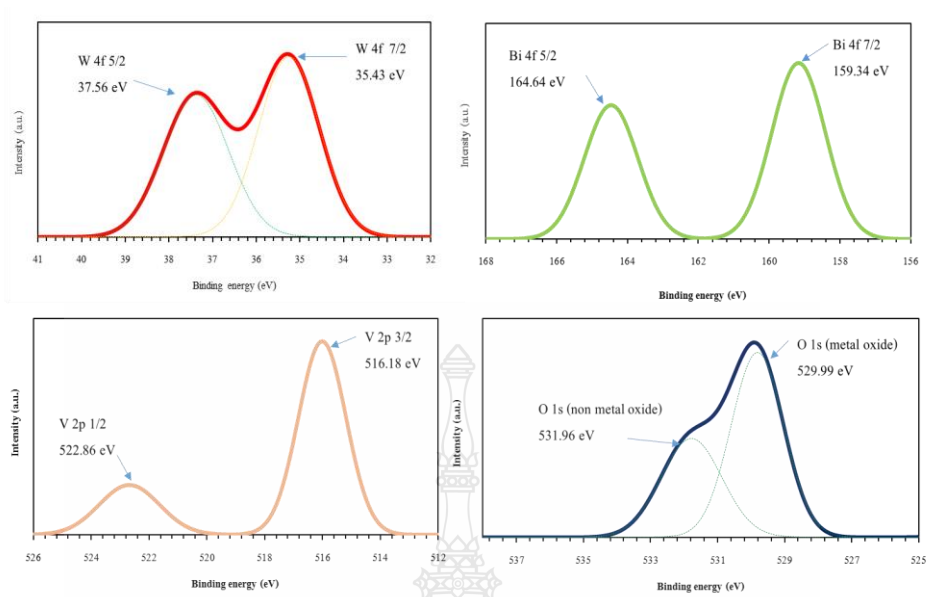 W 4f 5/2
37.56 eV
W 4f 7/2
35.43 eV
Intensity (a.u.)
41 40 39 38 37 36 35 34 33 32
Binding energy (eV)
Bi 4f 5/2
164.64 eV
Bi 4f 7/2
159.34 eV
Intensity (a.u.)
168 166 164 162 160 158 156
Binding energy (eV)
V 2p 1/2
522.86 eV
V 2p 3/2
516.18 eV
Intensity (a.u.)
526 524 522 520 518 516 514 512
Binding energy (eV)
O 1s (non metal oxide)
531.96 eV
O 1s (metal oxide)
529.99 eV
Intensity (a.u.)
537 535 533 531 529 527 525
Binding energy (eV)